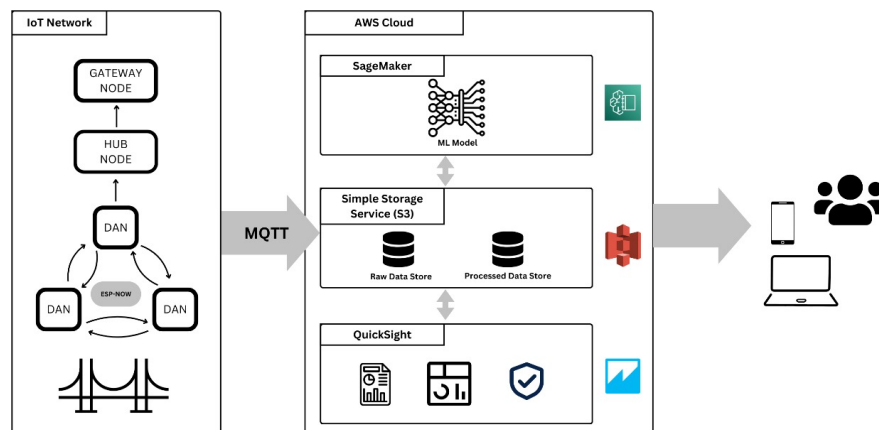 IoT Network
GATEWAY
NODE
HUB
NODE
DAN
ESP-NOW
DAN
DAN
MQTT
AWS Cloud
SageMaker
ML Model
Simple Storage
Service (S3)
Raw Data Store
Processed Data Store
QuickSight